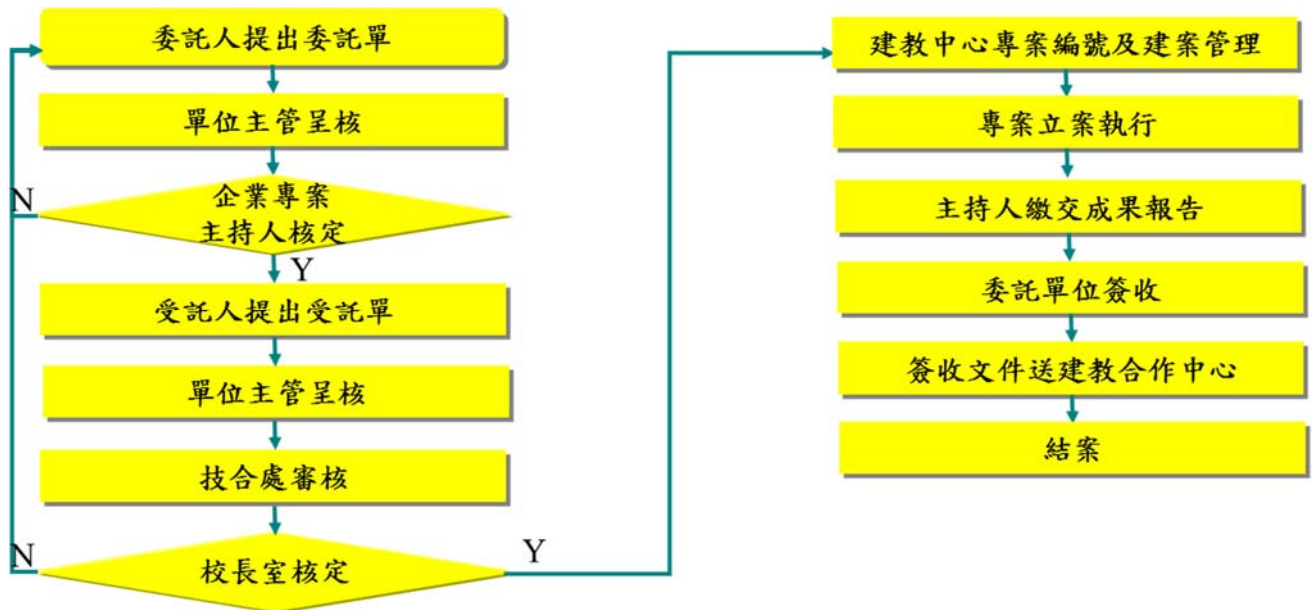 委託人提出委託單
單位主管呈核
N
企業專案
主持人核定
Y
受託人提出受託單
單位主管呈核
技合處審核
N
校長室核定
Y
建教中心專案編號及建案管理
專案立案執行
主持人繳交成果報告
委託單位簽收
簽收文件送建教合作中心
結案